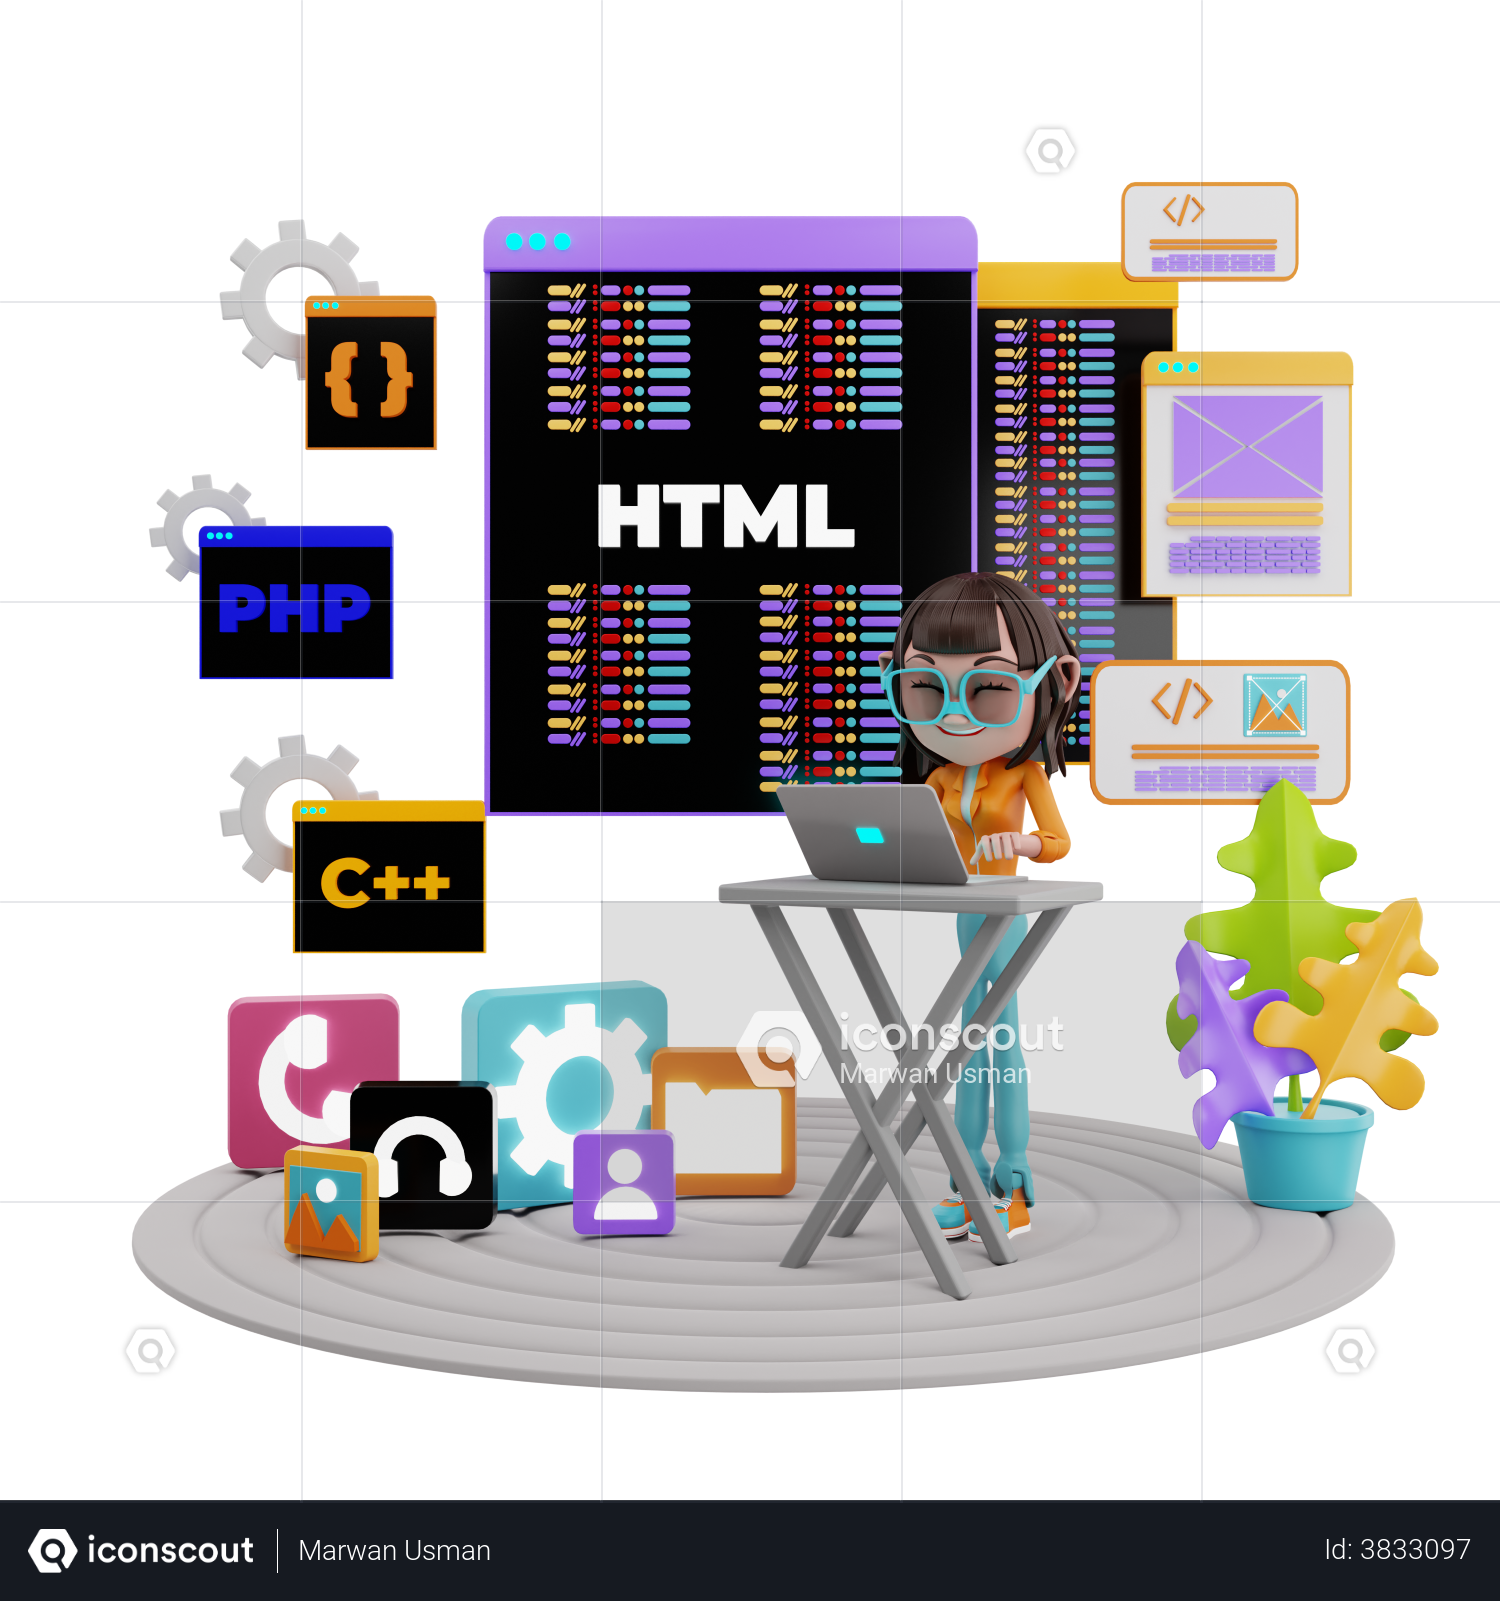 </>
{ }
HTML
PHP
</>
C++
iconscout
Marwan Usman
iconscout
Marwan Usman
Id: 3833097